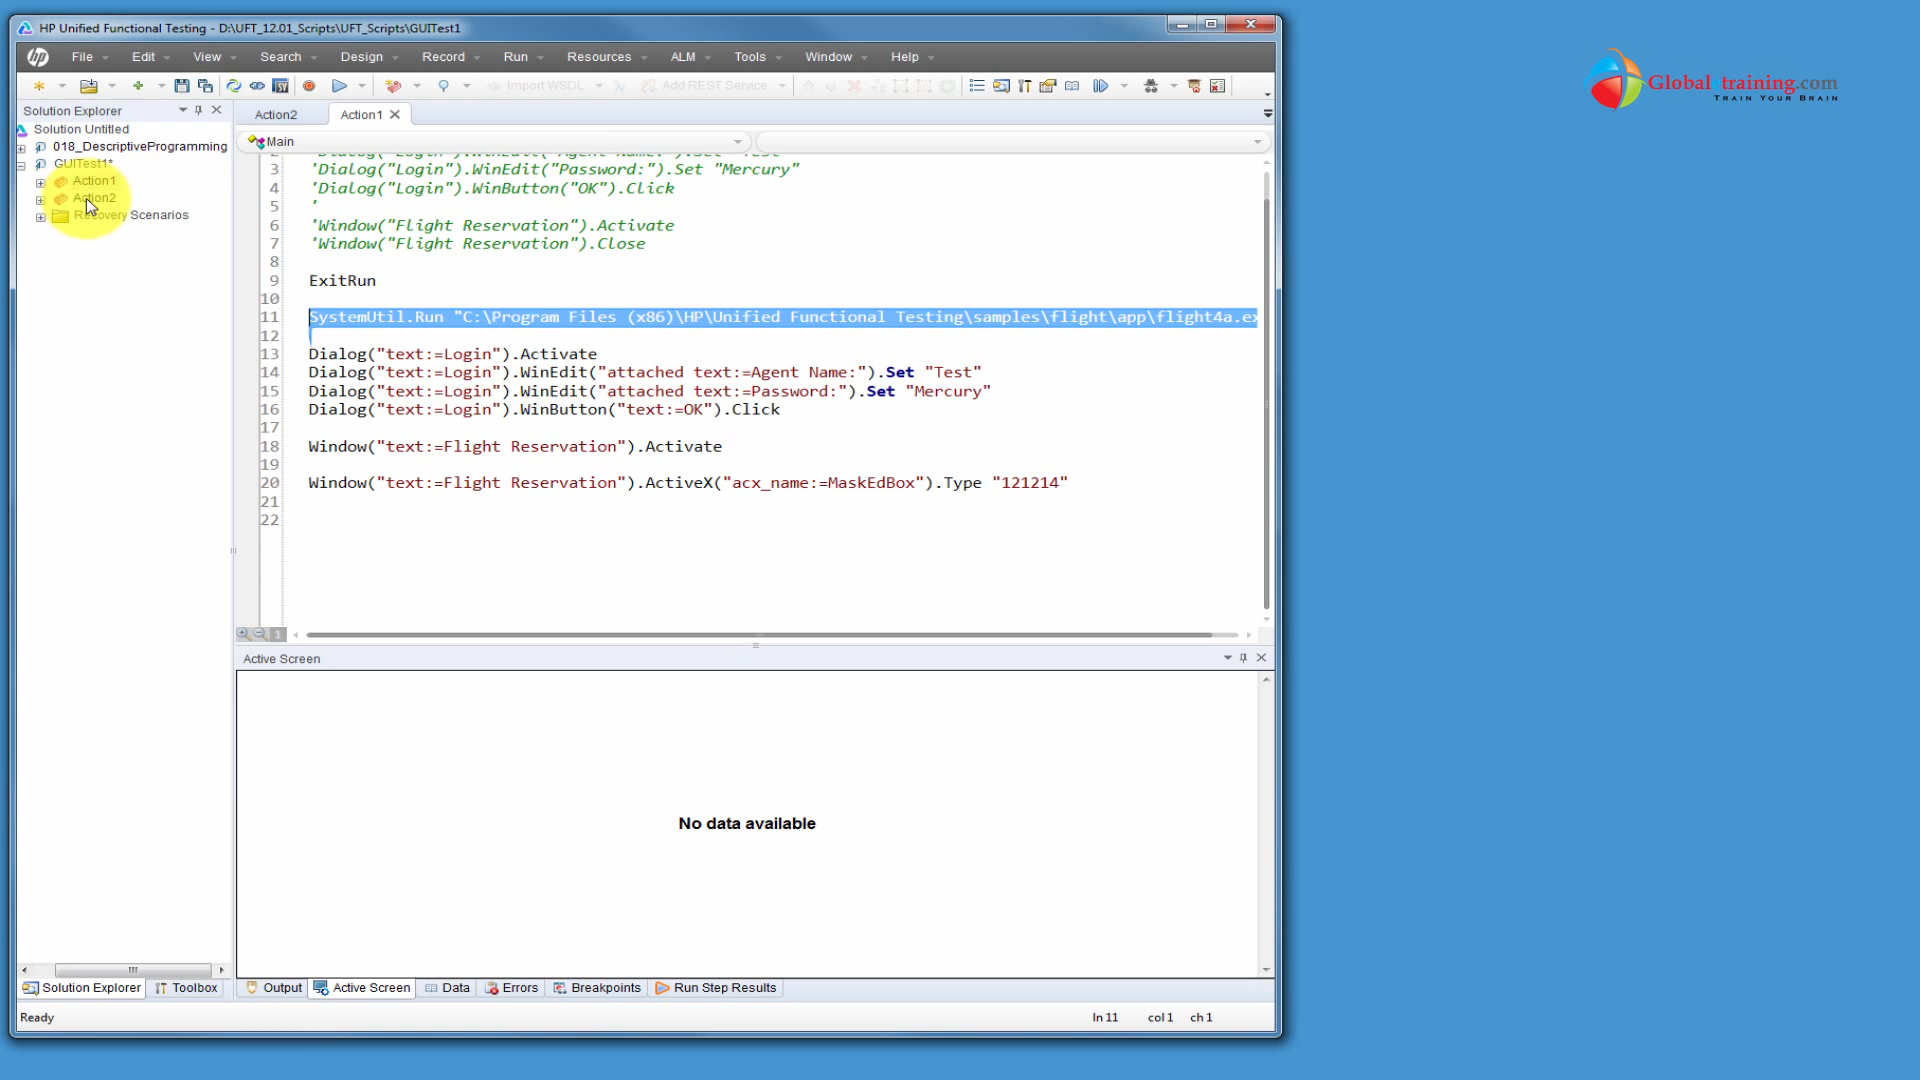 HP Unified Functional Testing - D:\UFT_12.01_Scripts\UFT_Scripts\GUITest1
Global training.com
TRAIN YOUR BRAIN
hp File Edit View Search Design Record Run Resources ALM Tools Window Help
Import WSDL Add REST Service
Solution Explorer
Action2 Action1
Solution Untitled
018_DescriptiveProgramming
GUITest1*
Action1
Action2
Recovery Scenarios
Main
3 'Dialog("Login").WinEdit("Password:").Set "Mercury"
4 'Dialog("Login").WinButton("OK").Click
5 '
6 'Window("Flight Reservation").Activate
7 'Window("Flight Reservation").Close
8
9 ExitRun
10
11 SystemUtil.Run "C:\Program Files (x86)\HP\Unified Functional Testing\samples\flight\app\flight4a.ex
12
13 Dialog("text:=Login").Activate
14 Dialog("text:=Login").WinEdit("attached text:=Agent Name:").Set "Test"
15 Dialog("text:=Login").WinEdit("attached text:=Password:").Set "Mercury"
16 Dialog("text:=Login").WinButton("text:=OK").Click
17
18 Window("text:=Flight Reservation").Activate
19
20 Window("text:=Flight Reservation").ActiveX("acx_name:=MaskEdBox").Type "121214"
21
22
1
Active Screen
No data available
Solution Explorer Toolbox
Output Active Screen Data Errors Breakpoints Run Step Results
Ready
ln 11 col 1 ch 1